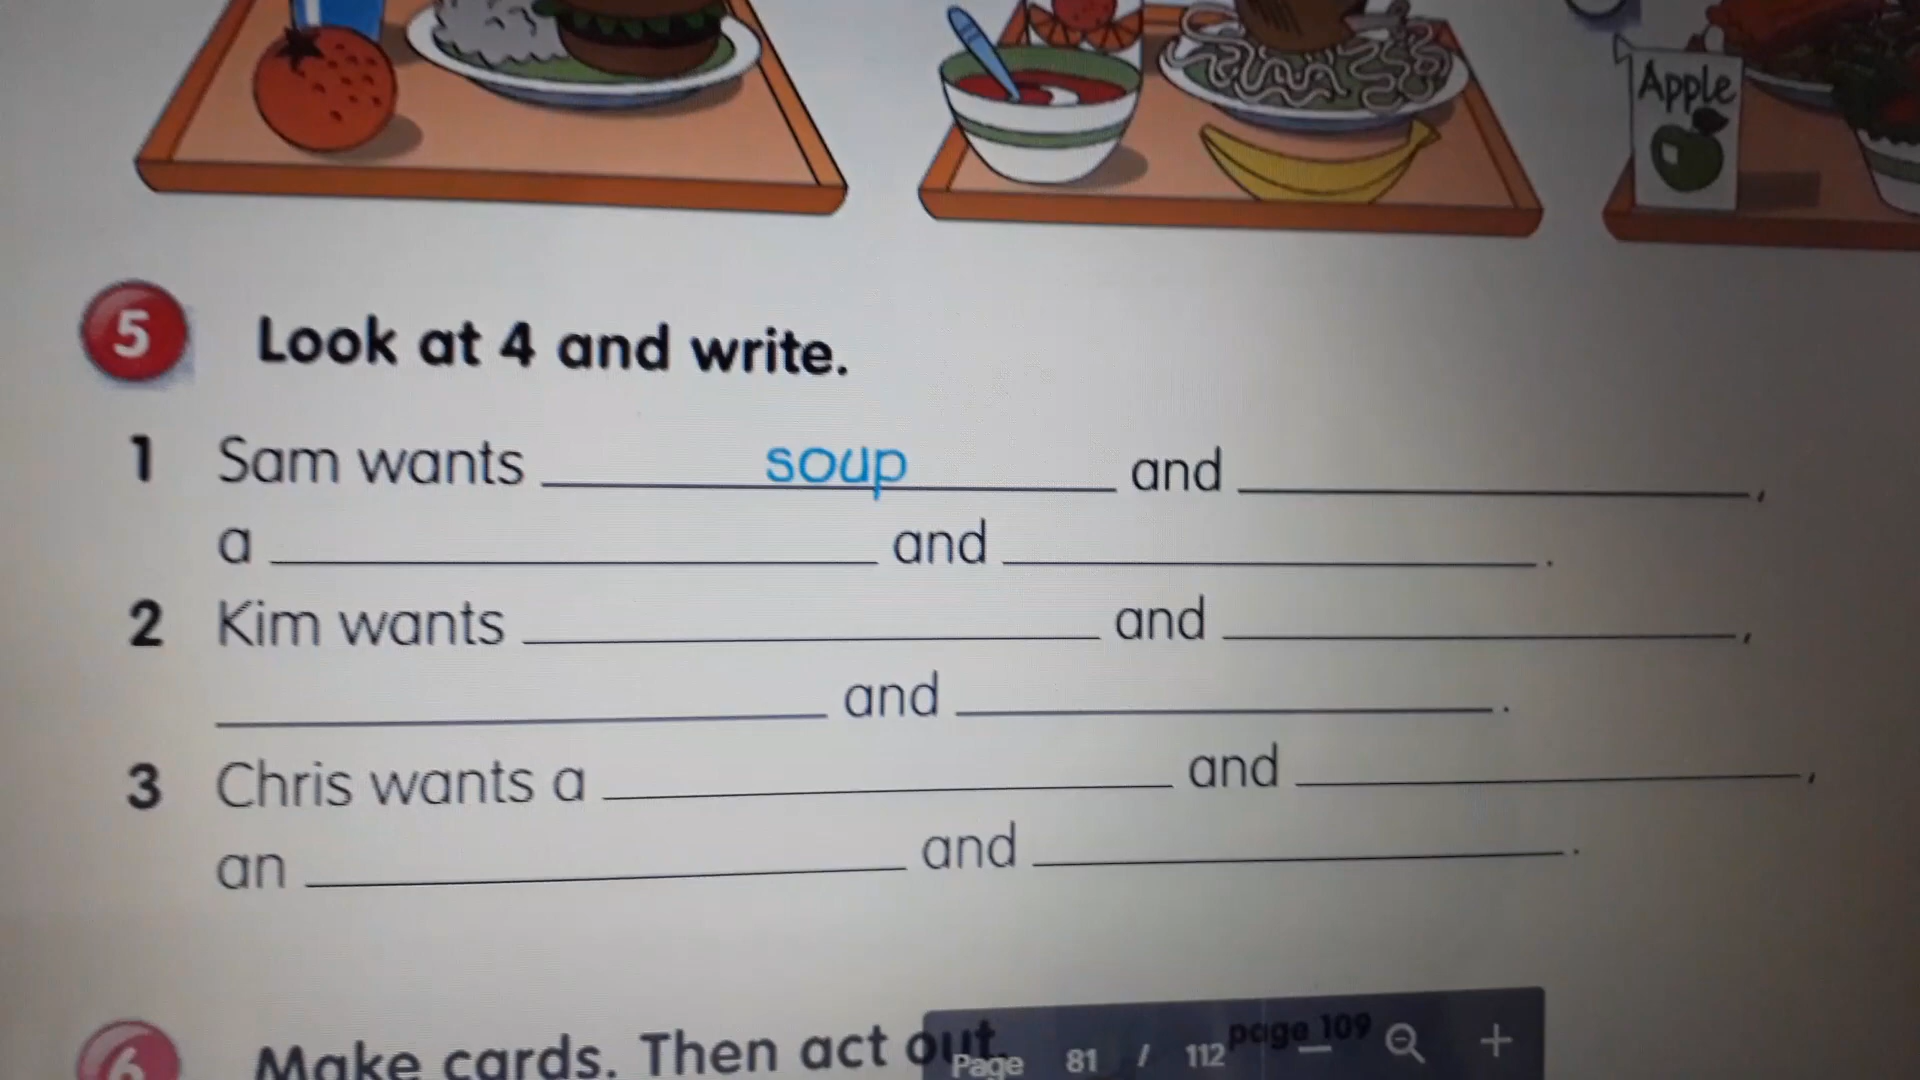 Apple
5 Look at 4 and write.
1 Sam wants soup and ,
a and .
2 Kim wants and ,
and .
3 Chris wants a and ,
an and .
6 Make cards. Then act out. page 109
Page 81 / 112 — +